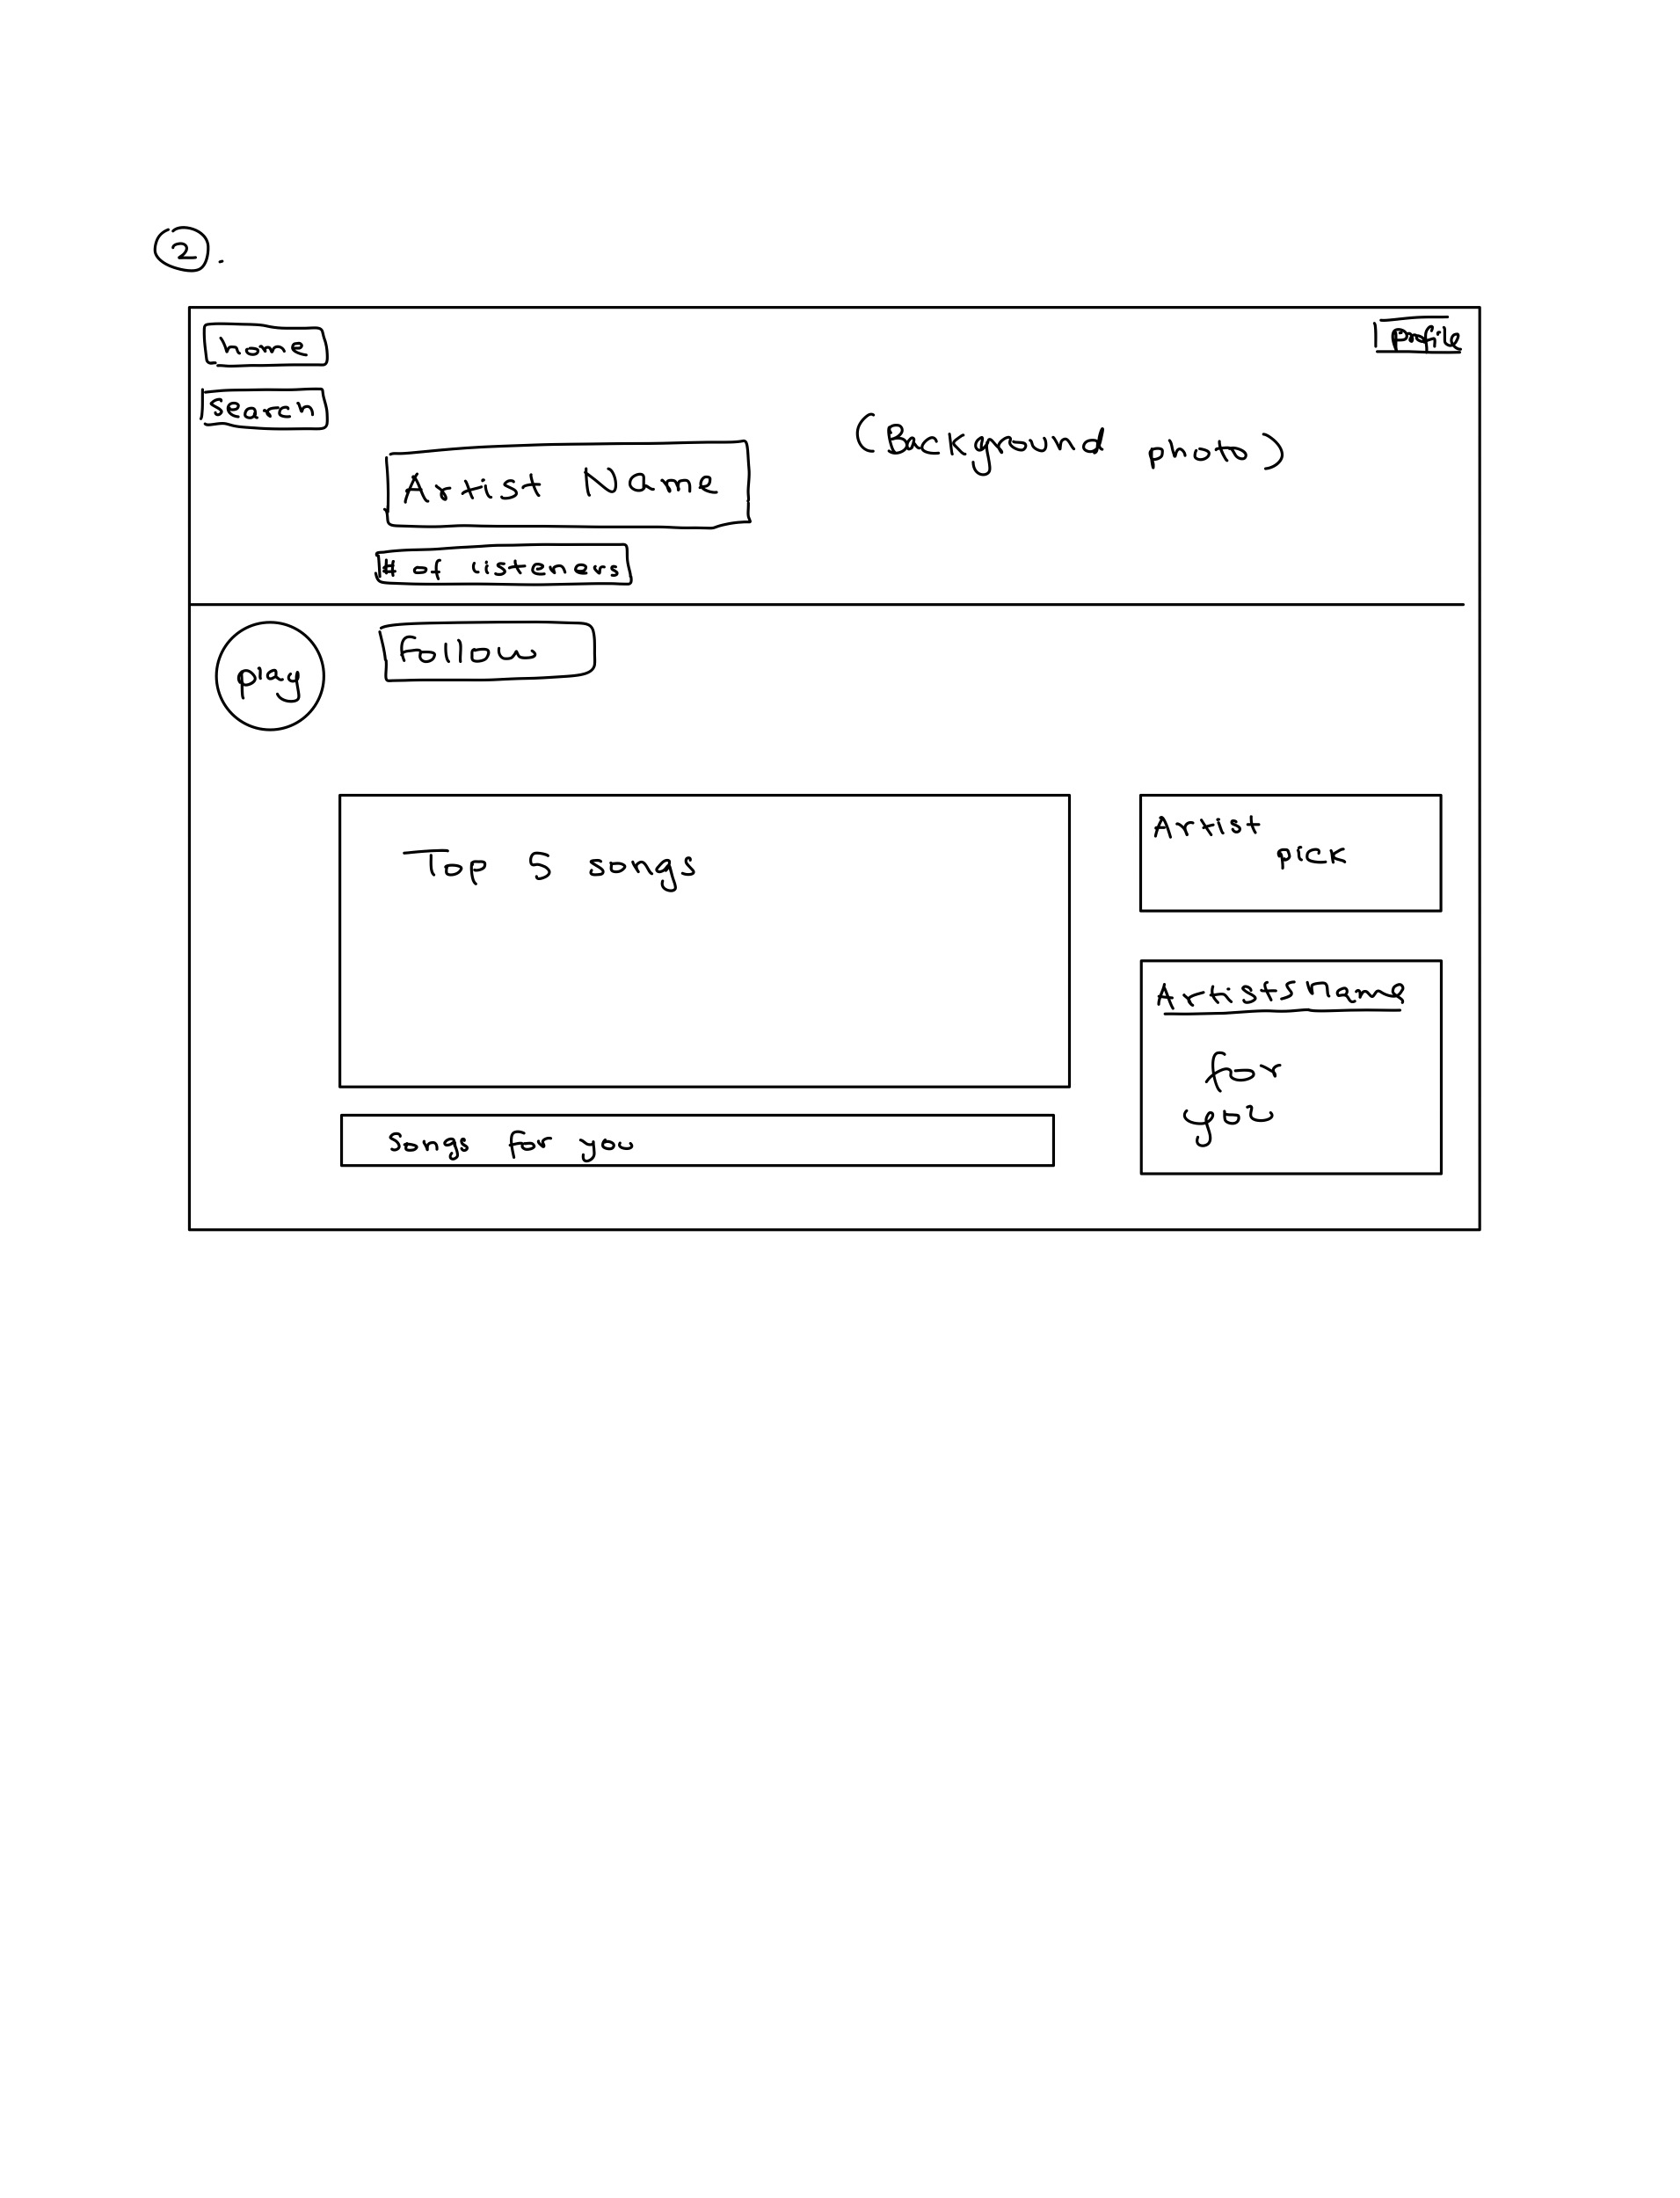 2.
home
profile
search
(Background photo)
Artist Name
# of listeners
follow
play
Top 5 songs
Artist
pick
Artists name
for
you
Songs for you